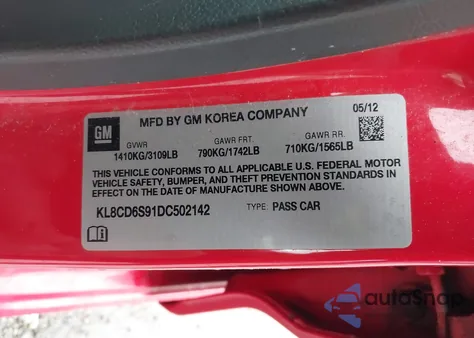 GM
MFD BY GM KOREA COMPANY
05/12
GVWR
GAWR FRT.
GAWR RR.
1410KG/3109LB
790KG/1742LB
710KG/1565LB
THIS VEHICLE CONFORMS TO ALL APPLICABLE U.S. FEDERAL MOTOR
VEHICLE SAFETY, BUMPER, AND THEFT PREVENTION STANDARDS IN
EFFECT ON THE DATE OF MANUFACTURE SHOWN ABOVE.
KL8CD6S91DC502142
TYPE: PASS CAR
autoSnap